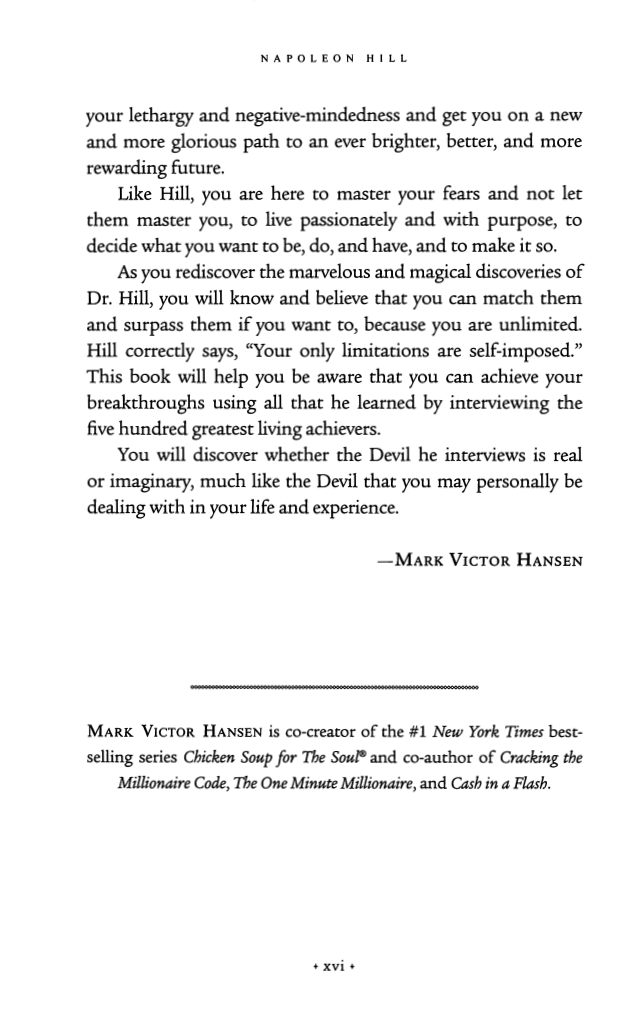 NAPOLEON HILL
your lethargy and negative-mindedness and get you on a new
and more glorious path to an ever brighter, better, and more
rewarding future.
Like Hill, you are here to master your fears and not let
them master you, to live passionately and with purpose, to
decide what you want to be, do, and have, and to make it so.
As you rediscover the marvelous and magical discoveries of
Dr. Hill, you will know and believe that you can match them
and surpass them if you want to, because you are unlimited.
Hill correctly says, “Your only limitations are self-imposed.”
This book will help you be aware that you can achieve your
breakthroughs using all that he learned by interviewing the
five hundred greatest living achievers.
You will discover whether the Devil he interviews is real
or imaginary, much like the Devil that you may personally be
dealing with in your life and experience.
—MARK VICTOR HANSEN
MARK VICTOR HANSEN is co-creator of the #1 New York Times best-
selling series Chicken Soup for The Soul® and co-author of Cracking the
Millionaire Code, The One Minute Millionaire, and Cash in a Flash.
• xvi •